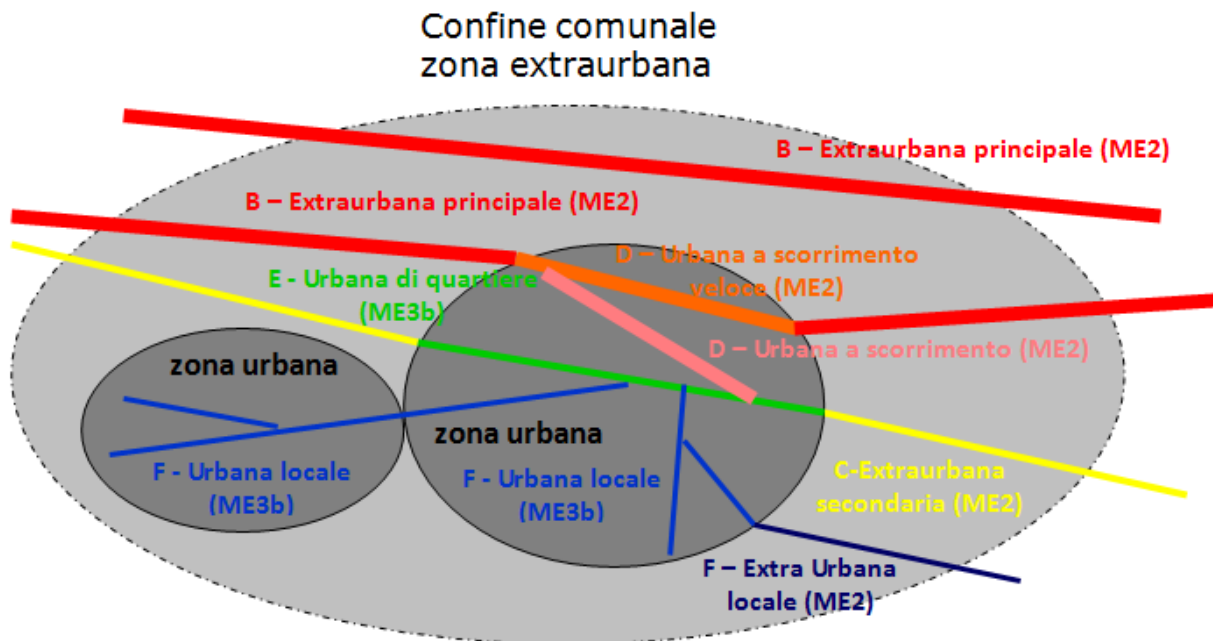 Confine comunale
zona extraurbana
B – Extraurbana principale (ME2)
B – Extraurbana principale (ME2)
D – Urbana a scorrimento
veloce (ME2)
E - Urbana di quartiere
(ME3b)
D – Urbana a scorrimento (ME2)
zona urbana
zona urbana
F - Urbana locale
(ME3b)
F - Urbana locale
(ME3b)
C-Extraurbana
secondaria (ME2)
F – Extra Urbana
locale (ME2)